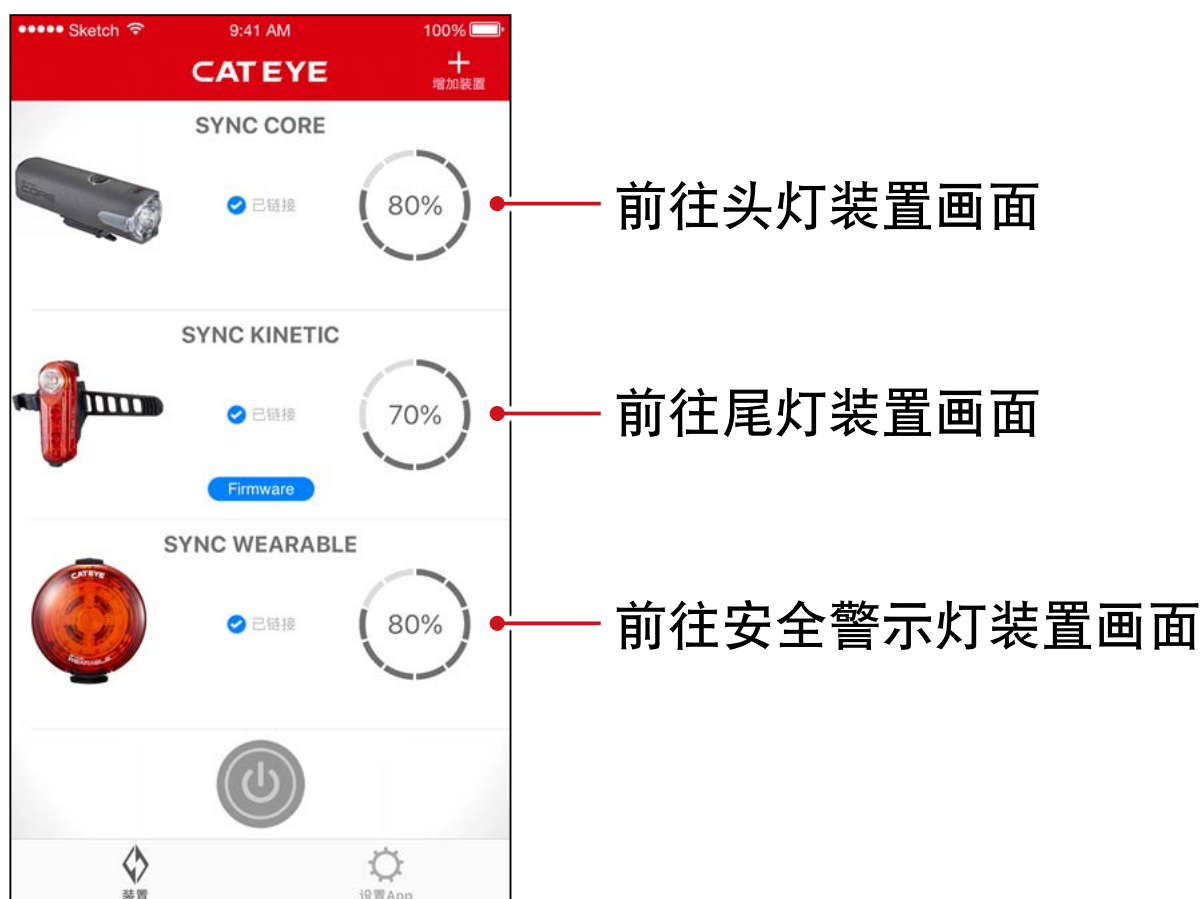 Sketch 9:41 AM 100%
CATEYE
增加装置
SYNC CORE
已链接
80%
前往头灯装置画面
SYNC KINETIC
已链接
70%
前往尾灯装置画面
Firmware
SYNC WEARABLE
CATEYE
WEARABLE
已链接
80%
前往安全警示灯装置画面
装置
设置App